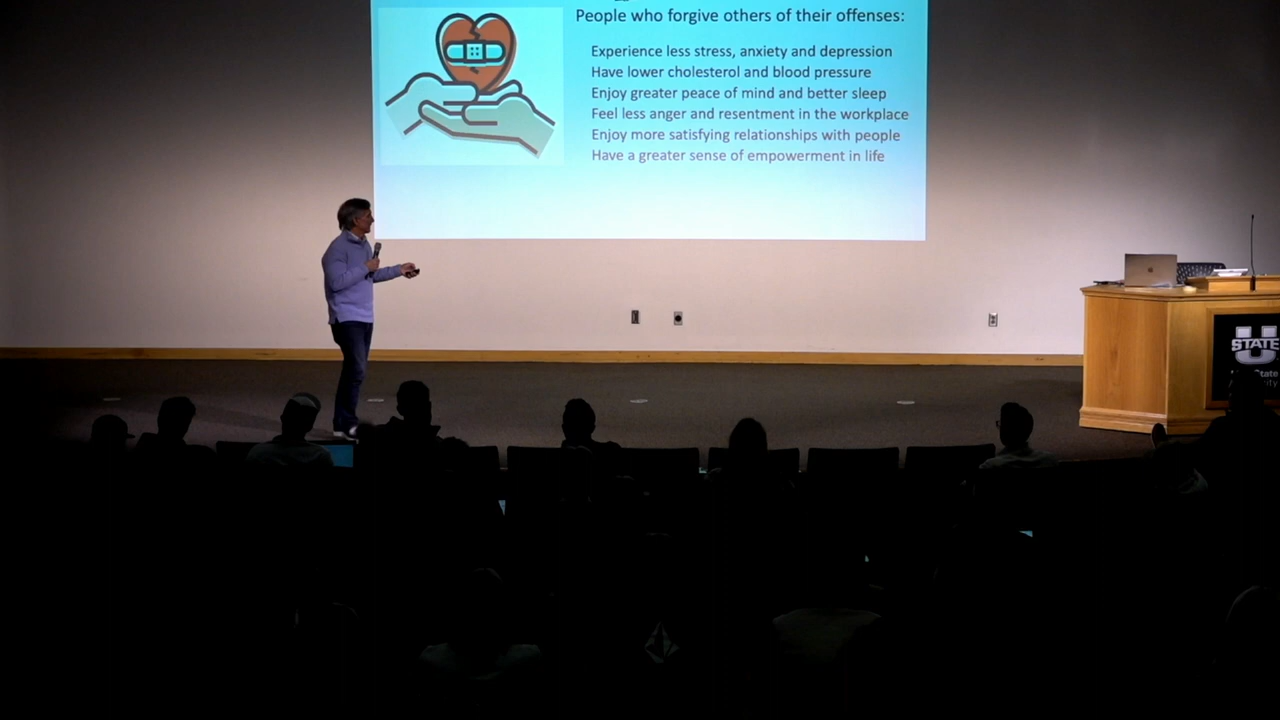 People who forgive others of their offenses:
Experience less stress, anxiety and depression
Have lower cholesterol and blood pressure
Enjoy greater peace of mind and better sleep
Feel less anger and resentment in the workplace
Enjoy more satisfying relationships with people
Have a greater sense of empowerment in life
U
STATE
State